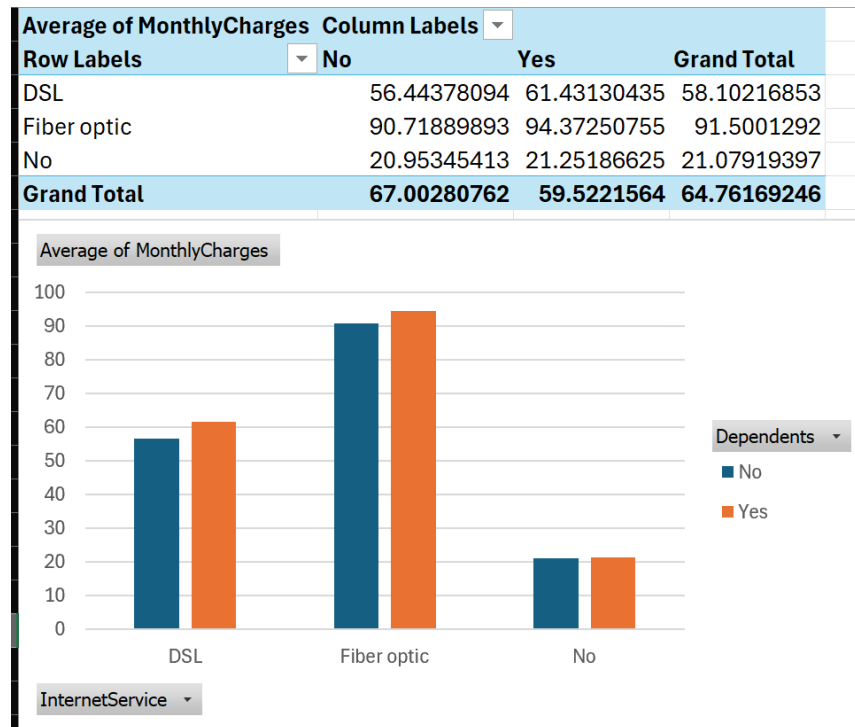 Average of MonthlyCharges Column Labels
Row Labels No Yes Grand Total
DSL 56.44378094 61.43130435 58.10216853
Fiber optic 90.71889893 94.37250755 91.5001292
No 20.95345413 21.25186625 21.07919397
Grand Total 67.00280762 59.5221564 64.76169246
Average of MonthlyCharges
100
90
80
70
60
50
40
30
20
10
0
DSL Fiber optic No
Dependents
No
Yes
InternetService